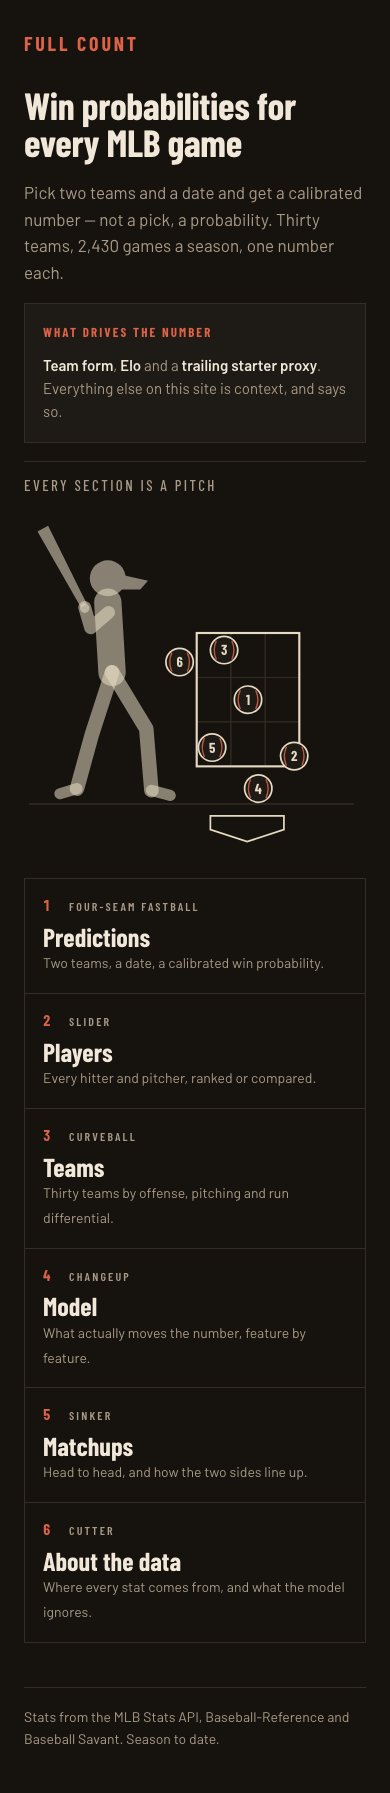 FULL COUNT
Win probabilities for
every MLB game
Pick two teams and a date and get a calibrated
number — not a pick, a probability. Thirty
teams, 2,430 games a season, one number
each.
WHAT DRIVES THE NUMBER
Team form, Elo and a trailing starter proxy.
Everything else on this site is context, and says
so.
EVERY SECTION IS A PITCH
3
6
1
5
2
4
1 FOUR-SEAM FASTBALL
Predictions
Two teams, a date, a calibrated win probability.
2 SLIDER
Players
Every hitter and pitcher, ranked or compared.
3 CURVEBALL
Teams
Thirty teams by offense, pitching and run
differential.
4 CHANGEUP
Model
What actually moves the number, feature by
feature.
5 SINKER
Matchups
Head to head, and how the two sides line up.
6 CUTTER
About the data
Where every stat comes from, and what the model
ignores.
Stats from the MLB Stats API, Baseball-Reference and
Baseball Savant. Season to date.